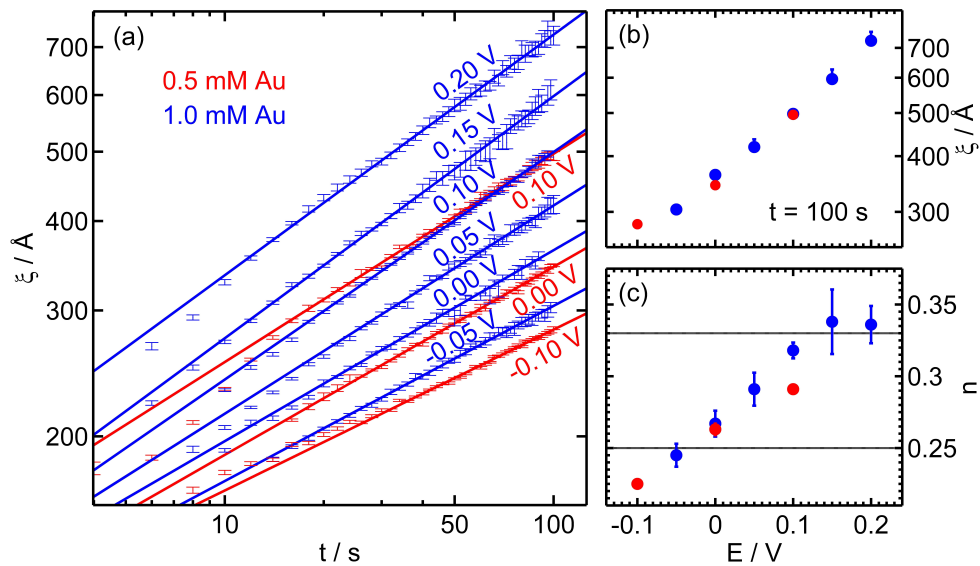 (a)
0.5 mM Au
1.0 mM Au
700
600
500
400
300
200
ξ / Å
0.20 V
0.15 V
0.10 V
0.10 V
0.05 V
0.00 V
0.00 V
-0.05 V
-0.10 V
10
50
100
t / s
(b)
700
600
500
400
300
ξ / Å
t = 100 s
(c)
0.35
0.3
0.25
n
-0.1
0
0.1
0.2
E / V